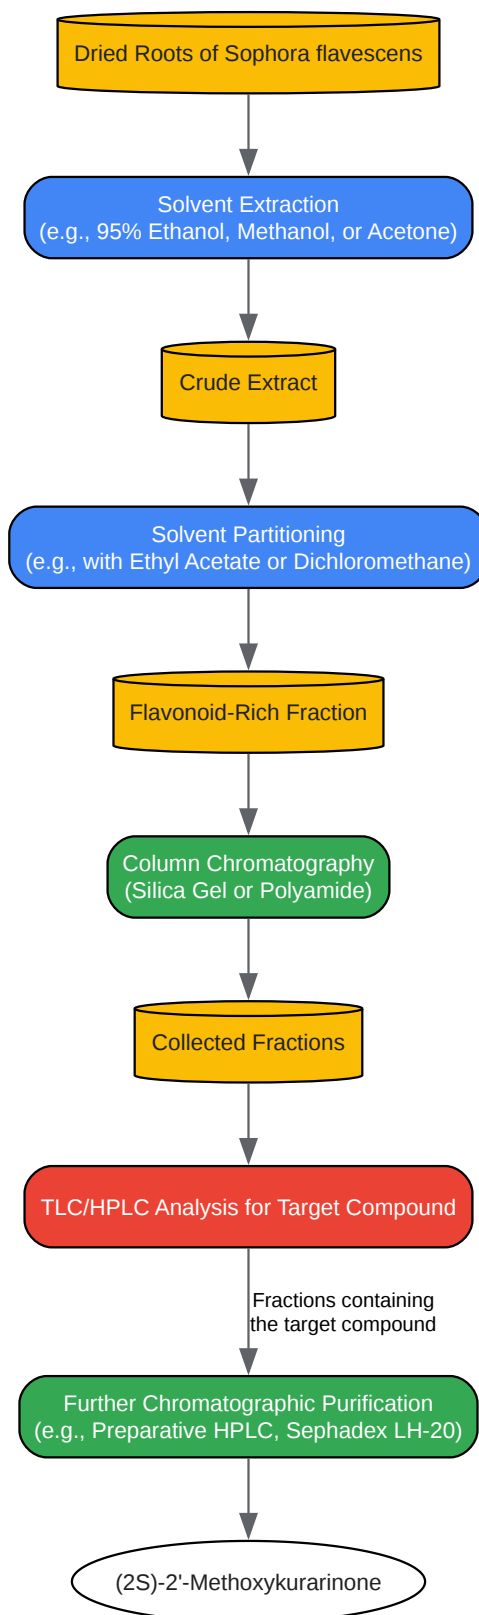 Dried Roots of Sophora flavescens
Solvent Extraction
(e.g., 95% Ethanol, Methanol, or Acetone)
Crude Extract
Solvent Partitioning
(e.g., with Ethyl Acetate or Dichloromethane)
Flavonoid-Rich Fraction
Column Chromatography
(Silica Gel or Polyamide)
Collected Fractions
TLC/HPLC Analysis for Target Compound
Fractions containing
the target compound
Further Chromatographic Purification
(e.g., Preparative HPLC, Sephadex LH-20)
(2S)-2'-Methoxykurarinone